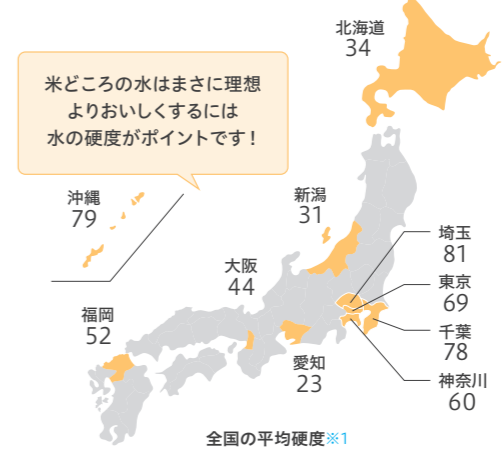 北海道
34
米どころの水はまさに理想
よりおいしくするには
水の硬度がポイントです！
沖縄
79
新潟
31
埼玉
81
大阪
44
東京
69
福岡
52
千葉
78
愛知
23
神奈川
60
全国の平均硬度※1